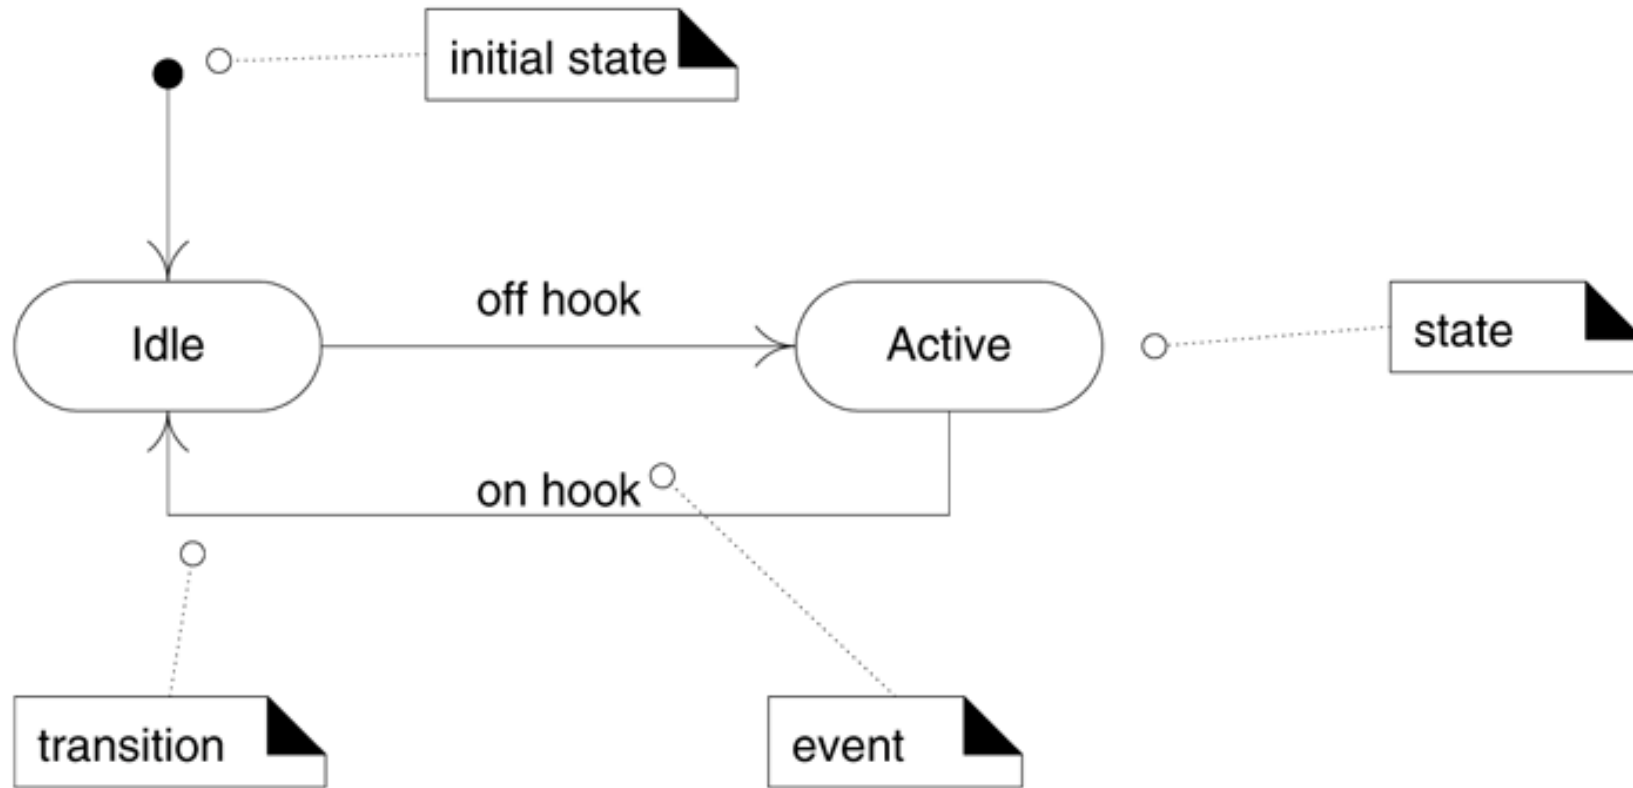 initial state
off hook
Idle
Active
state
on hook
transition
event